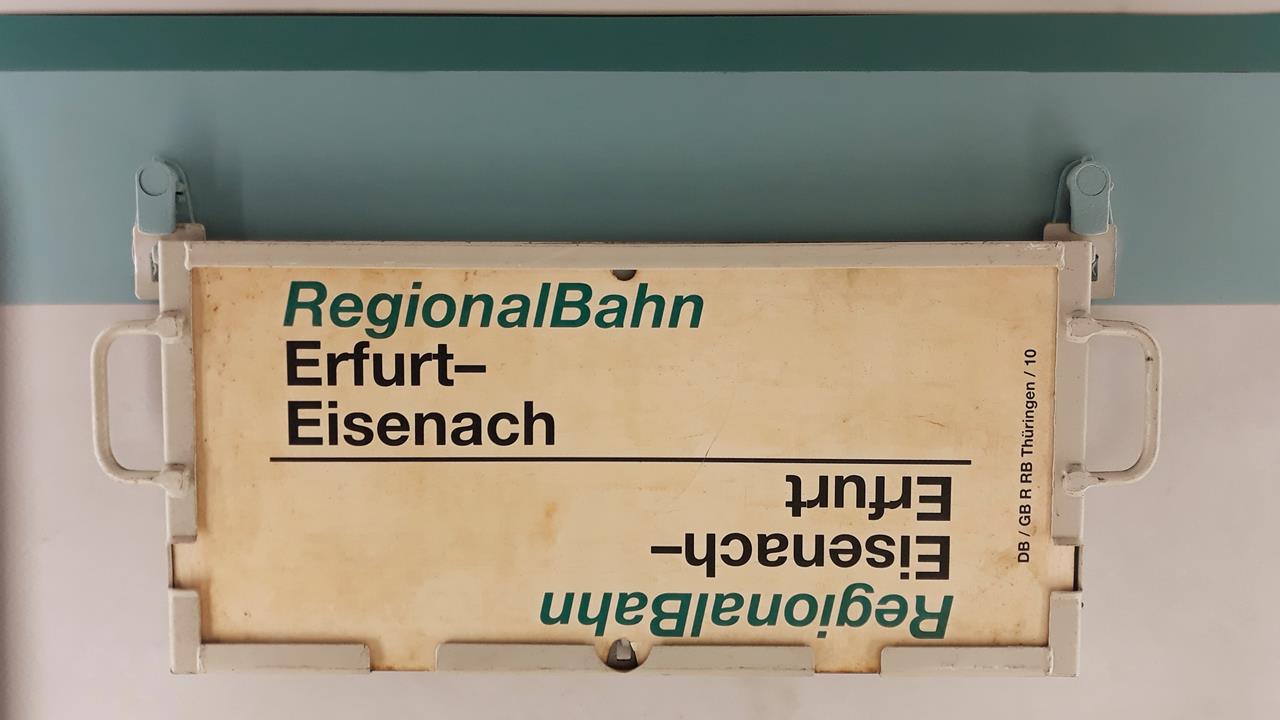 RegionalBahn
Erfurt–
Eisenach
RegionalBahn
Eisenach–
Erfurt
DB / GB R RB Thüringen / 10